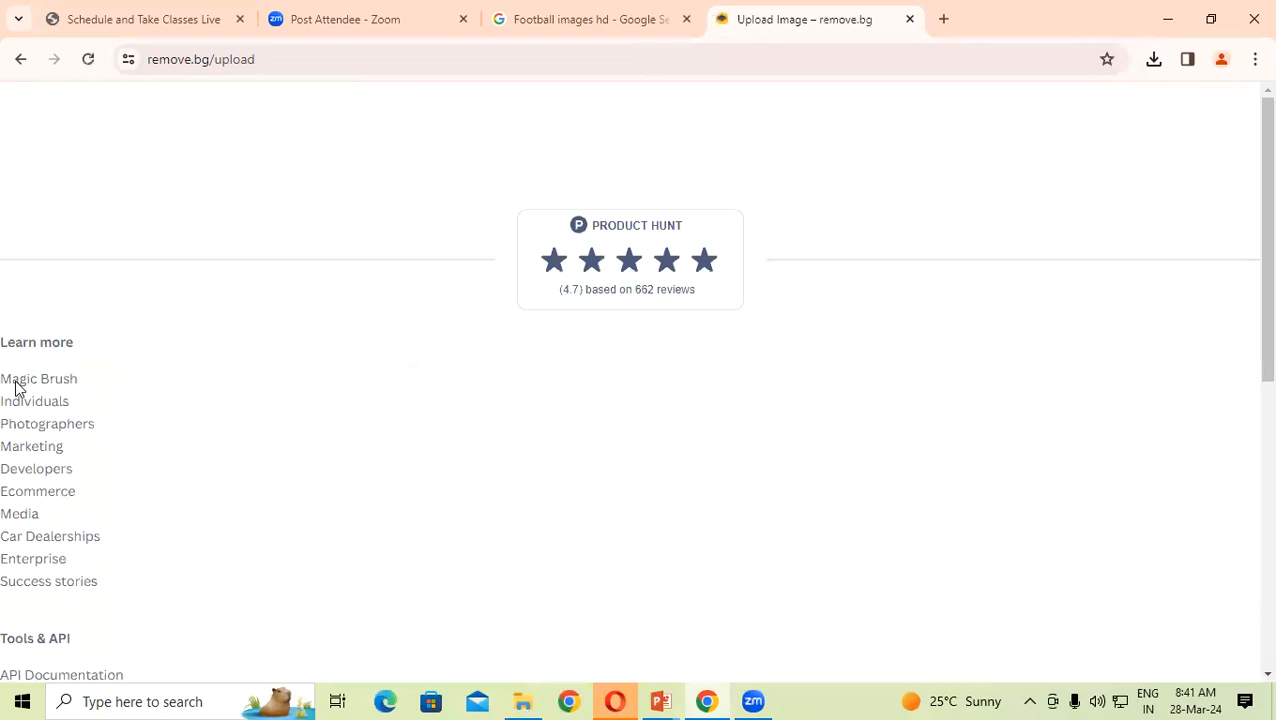 Schedule and Take Classes Live
zm Post Attendee - Zoom
Football images hd - Google Se
Upload Image – remove.bg
remove.bg/upload
P PRODUCT HUNT
(4.7) based on 662 reviews
Learn more
Magic Brush
Individuals
Photographers
Marketing
Developers
Ecommerce
Media
Car Dealerships
Enterprise
Success stories
Tools & API
API Documentation
Type here to search
zm
25°C Sunny
ENG
IN
8:41 AM
28-Mar-24